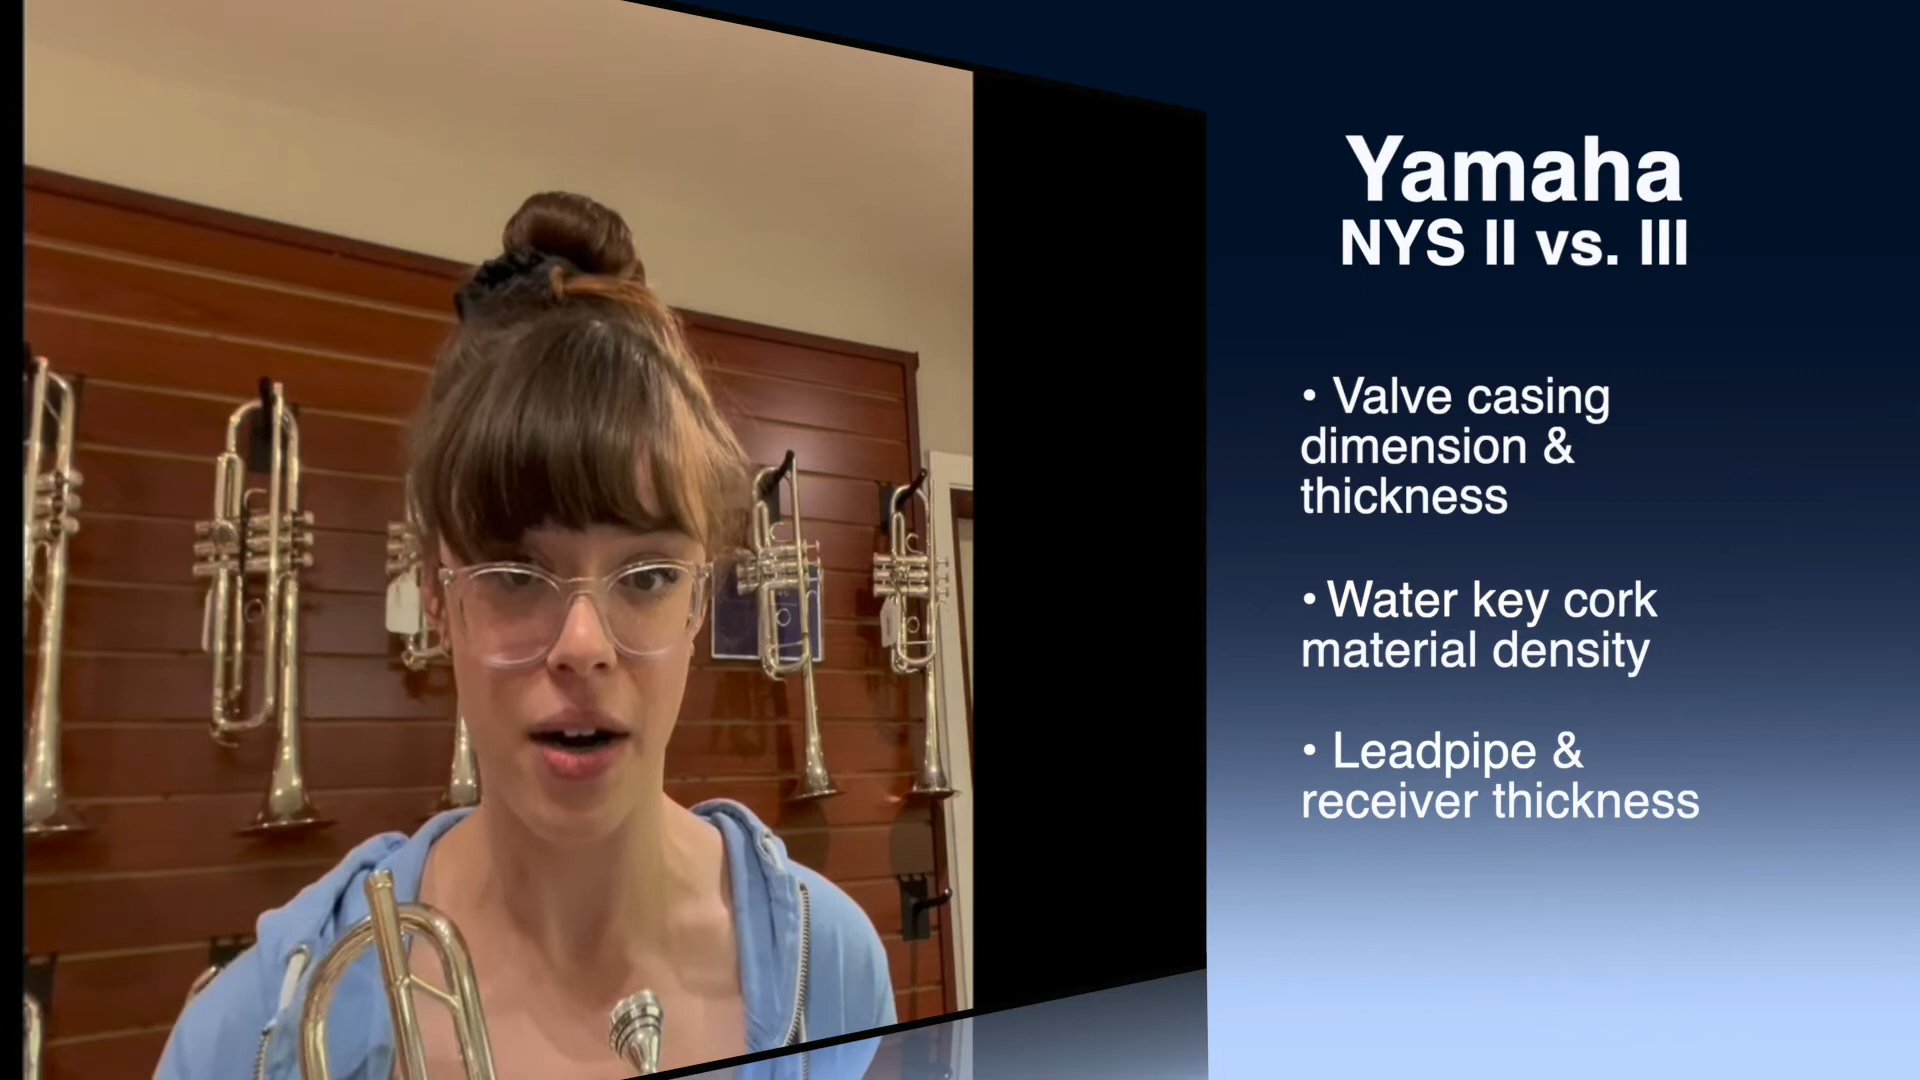 Yamaha
NYS II vs. III
• Valve casing
dimension &
thickness
• Water key cork
material density
• Leadpipe &
receiver thickness